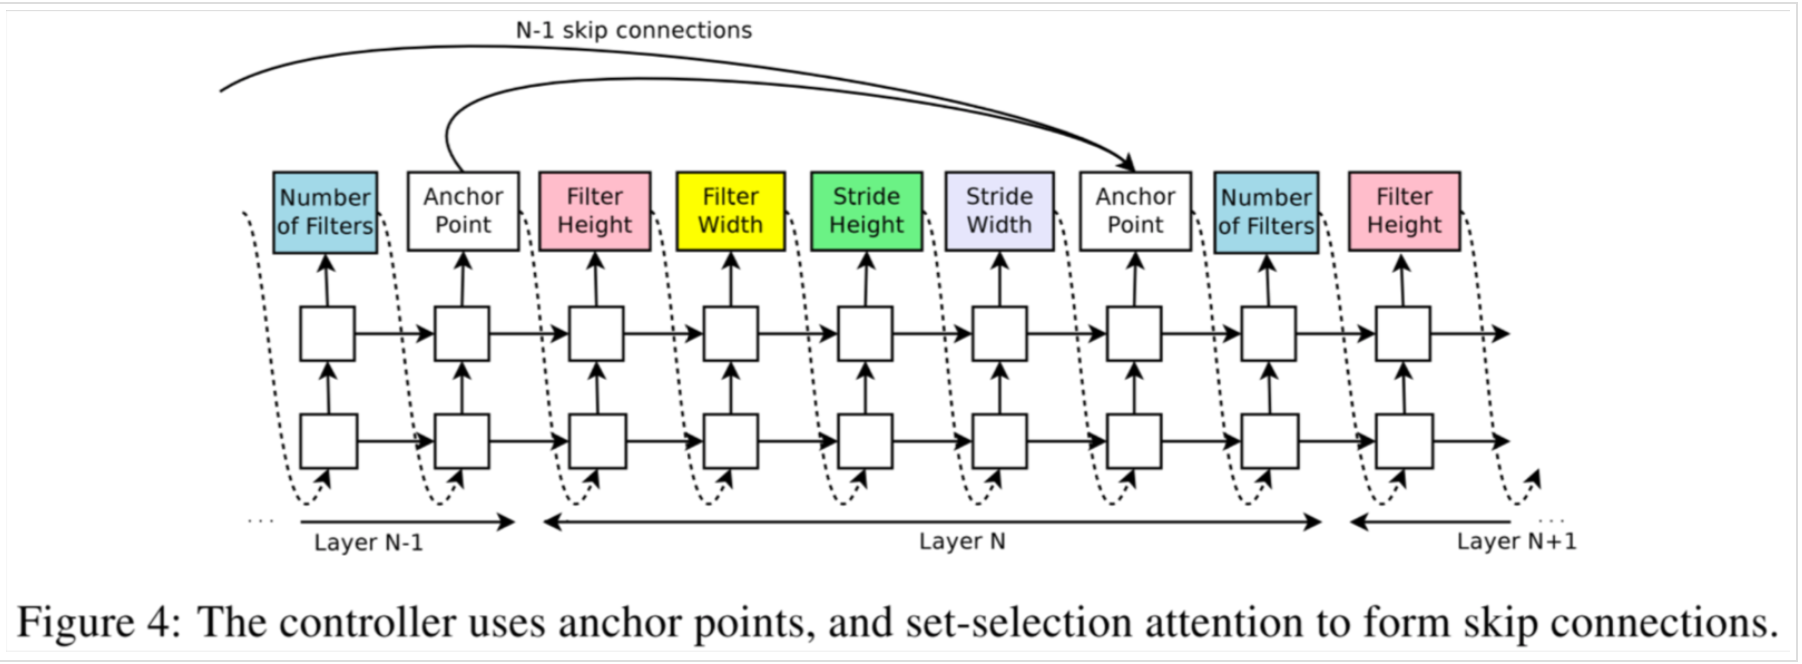 N-1 skip connections
Number
of Filters
Anchor
Point
Filter
Height
Filter
Width
Stride
Height
Stride
Width
Anchor
Point
Number
of Filters
Filter
Height
...
Layer N-1
Layer N
...
Layer N+1
Figure 4: The controller uses anchor points, and set-selection attention to form skip connections.